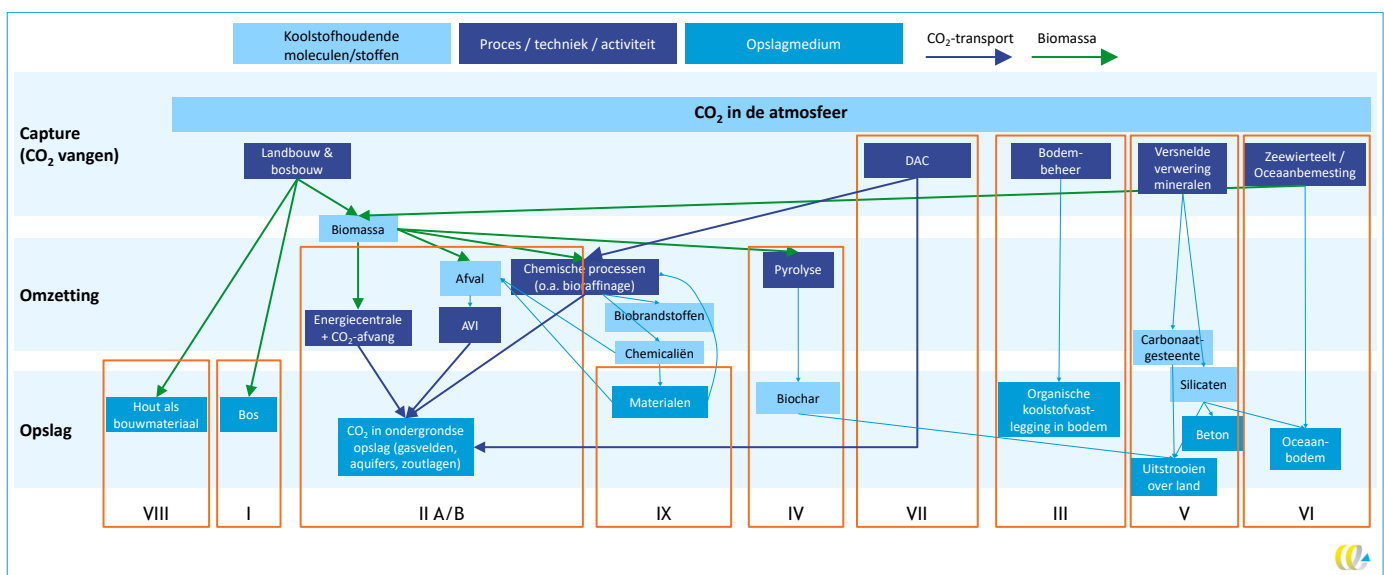 Koolstofhoudende
moleculen/stoffen
Proces / techniek / activiteit
Opslagmedium
CO₂-transport
Biomassa
CO₂ in de atmosfeer
Capture
(CO₂ vangen)
Landbouw &
bosbouw
DAC
Bodem-
beheer
Versnelde
verwering
mineralen
Zeewierteelt /
Oceaanbemesting
Biomassa
Omzetting
Afval
Chemische processen
(o.a. bioraffinage)
Pyrolyse
Energiecentrale
+ CO₂-afvang
AVI
Biobrandstoffen
Chemicaliën
Carbonaat-
gesteente
Silicaten
Opslag
Hout als
bouwmateriaal
Bos
CO₂ in ondergrondse
opslag (gasvelden,
aquifers, zoutlagen)
Materialen
Biochar
Organische
koolstofvast-
legging in bodem
Beton
Uitstrooien
over land
Oceaan-
bodem
VIII
I
II A/B
IX
IV
VII
III
V
VI